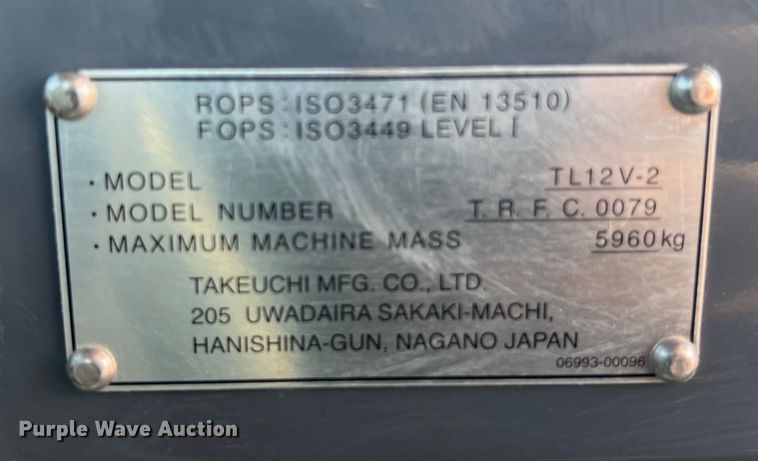 ROPS : ISO3471 (EN 13510)
FOPS : ISO3449 LEVEL I
· MODEL TL12V-2
· MODEL NUMBER T. R. F. C. 0079
· MAXIMUM MACHINE MASS 5960kg
TAKEUCHI MFG. CO., LTD.
205 UWADAIRA SAKAKI-MACHI,
HANISHINA-GUN, NAGANO JAPAN
06993-00096
Purple Wave Auction